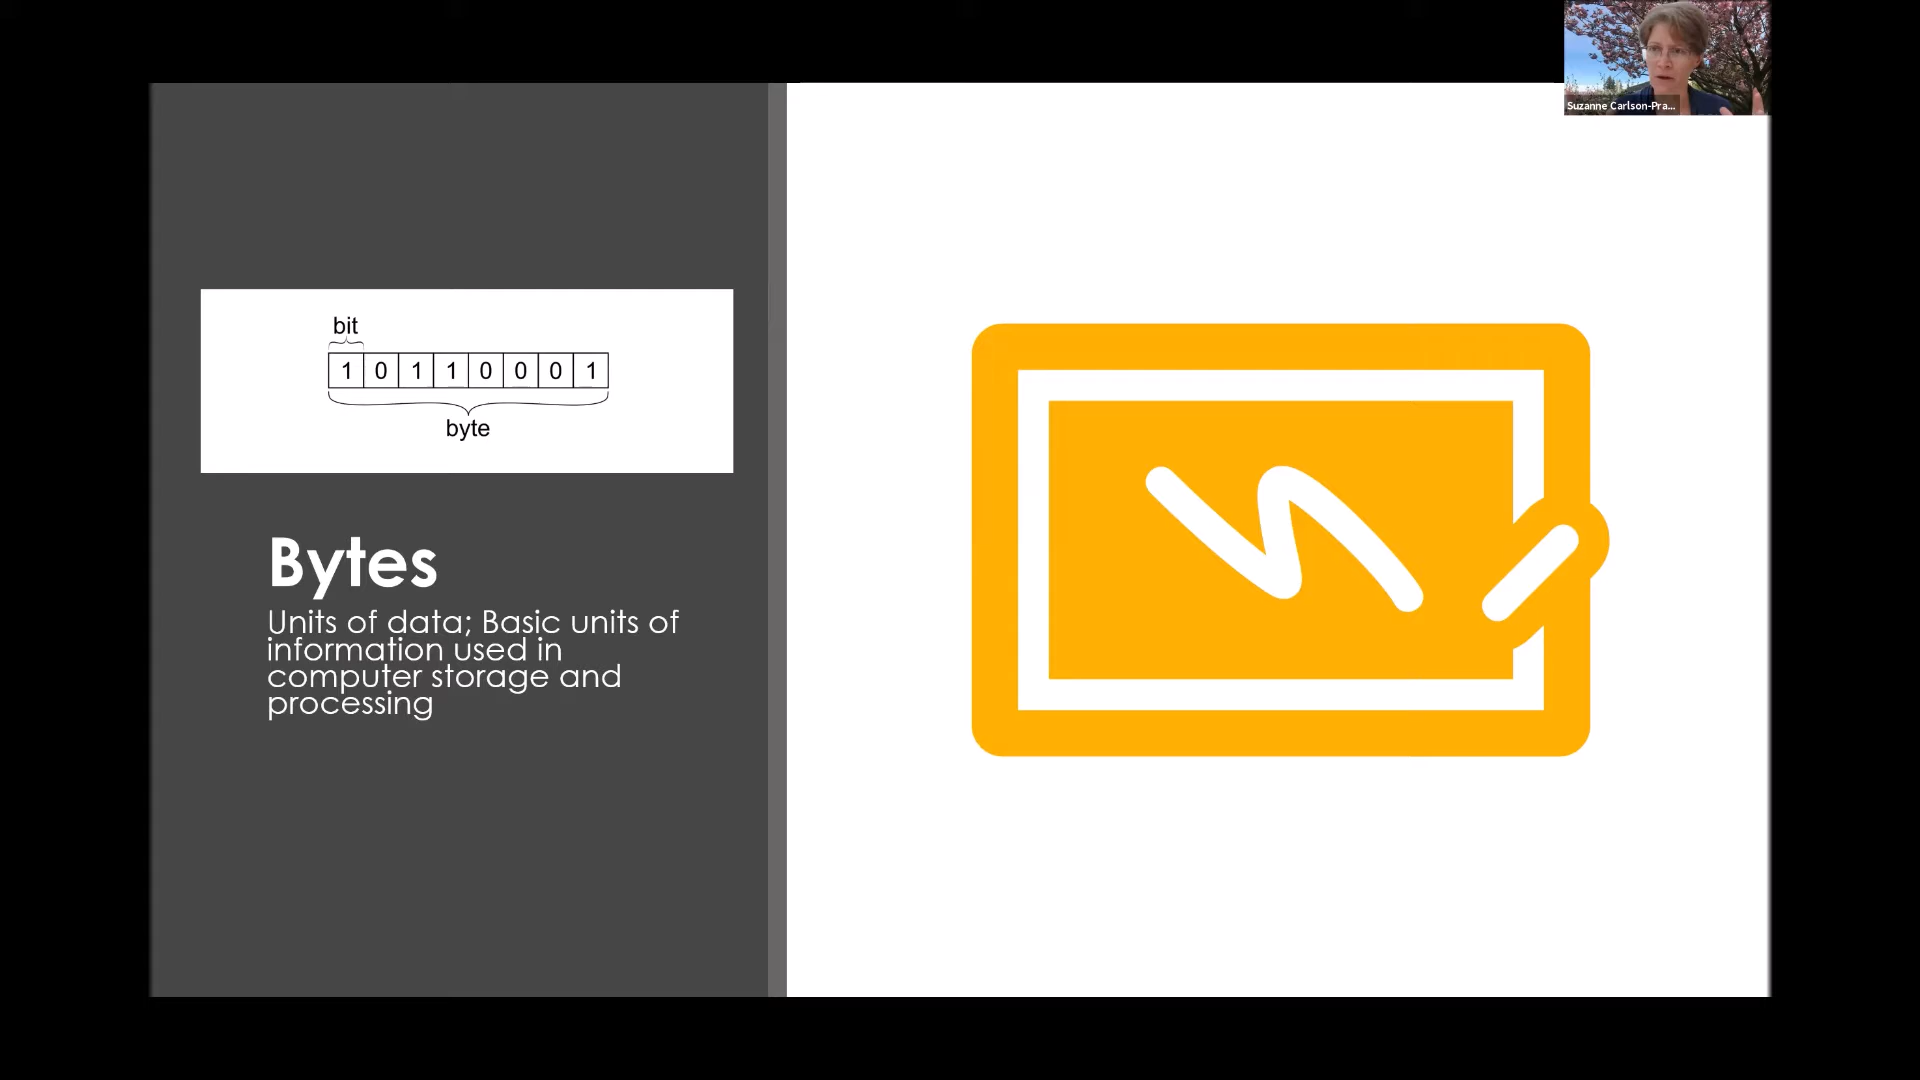 Suzanne Carlson-Pra...
bit
1 0 1 1 0 0 0 1
byte
Bytes
Units of data; Basic units of
information used in
computer storage and
processing